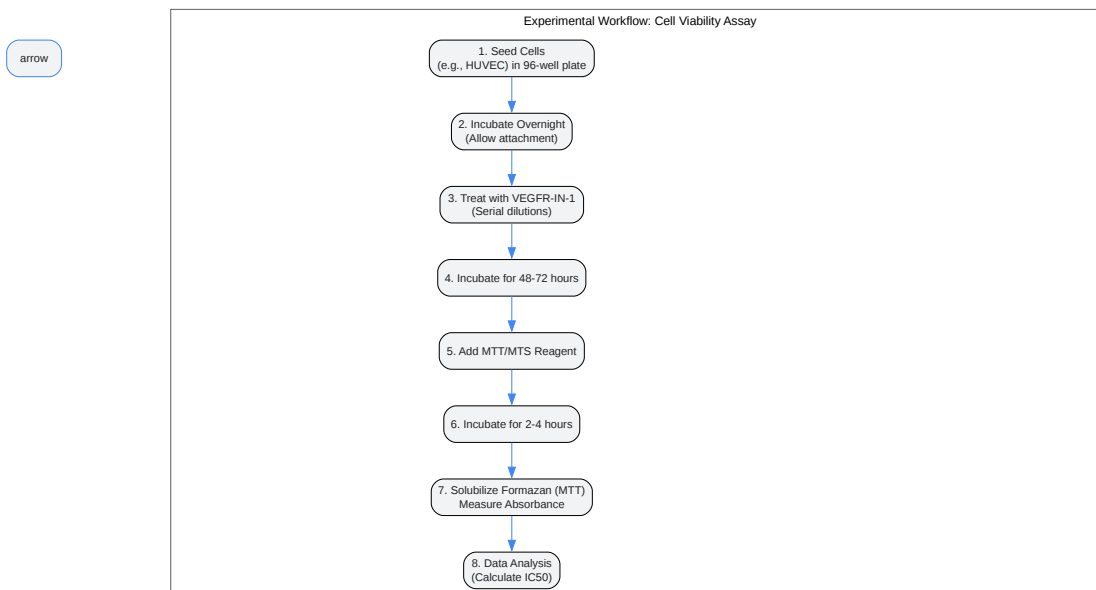 Experimental Workflow: Cell Viability Assay
arrow
1. Seed Cells
(e.g., HUVEC) in 96-well plate
2. Incubate Overnight
(Allow attachment)
3. Treat with VEGFR-IN-1
(Serial dilutions)
4. Incubate for 48-72 hours
5. Add MTT/MTS Reagent
6. Incubate for 2-4 hours
7. Solubilize Formazan (MTT)
Measure Absorbance
8. Data Analysis
(Calculate IC50)